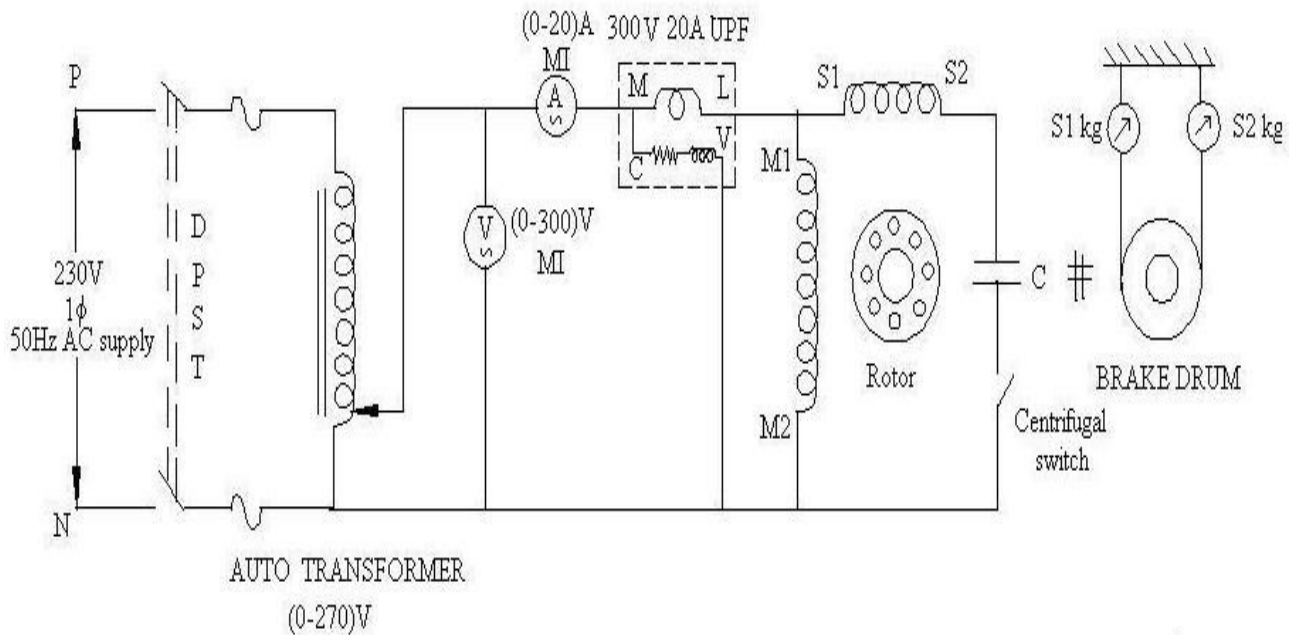 (0-20)A 300V 20A UPF
MI
P
M
L
S1
S2
A
S1 kg
S2 kg
V
C
M1
D
P
S
T
V
(0-300)V
MI
230V
1ϕ
50Hz AC supply
C
Rotor
BRAKE DRUM
M2
Centrifugal
switch
N
AUTO TRANSFORMER
(0-270)V